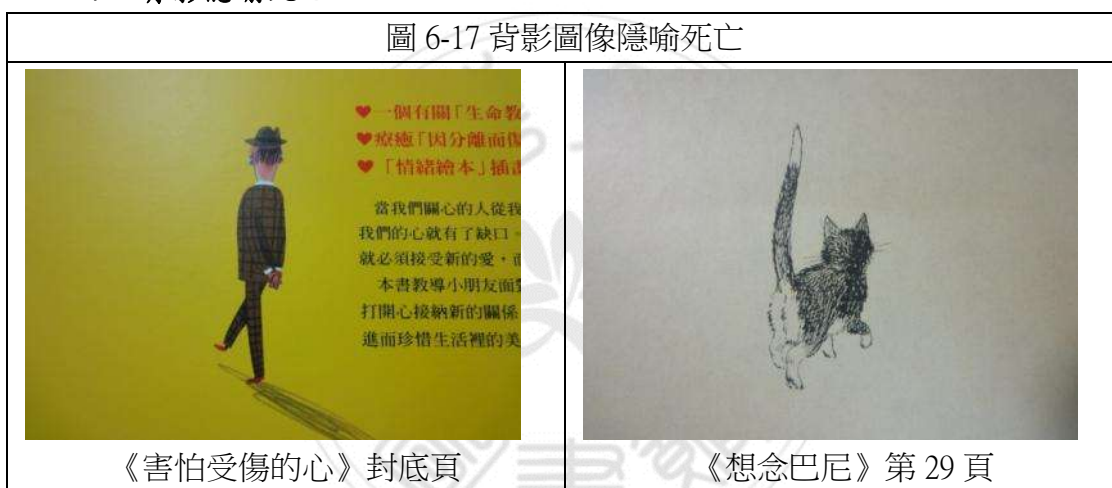 圖 6-17 背影圖像隱喻死亡
♥一個有關「生命教
♥療癒「因分離而傷
♥「情緒繪本」插畫
當我們關心的人從我
我們的心就有了缺口
就必須接受新的愛，而
本書教導小朋友面對
打開心接納新的關係
進而珍惜生活裡的美
《害怕受傷的心》封底頁
《想念巴尼》第 29 頁